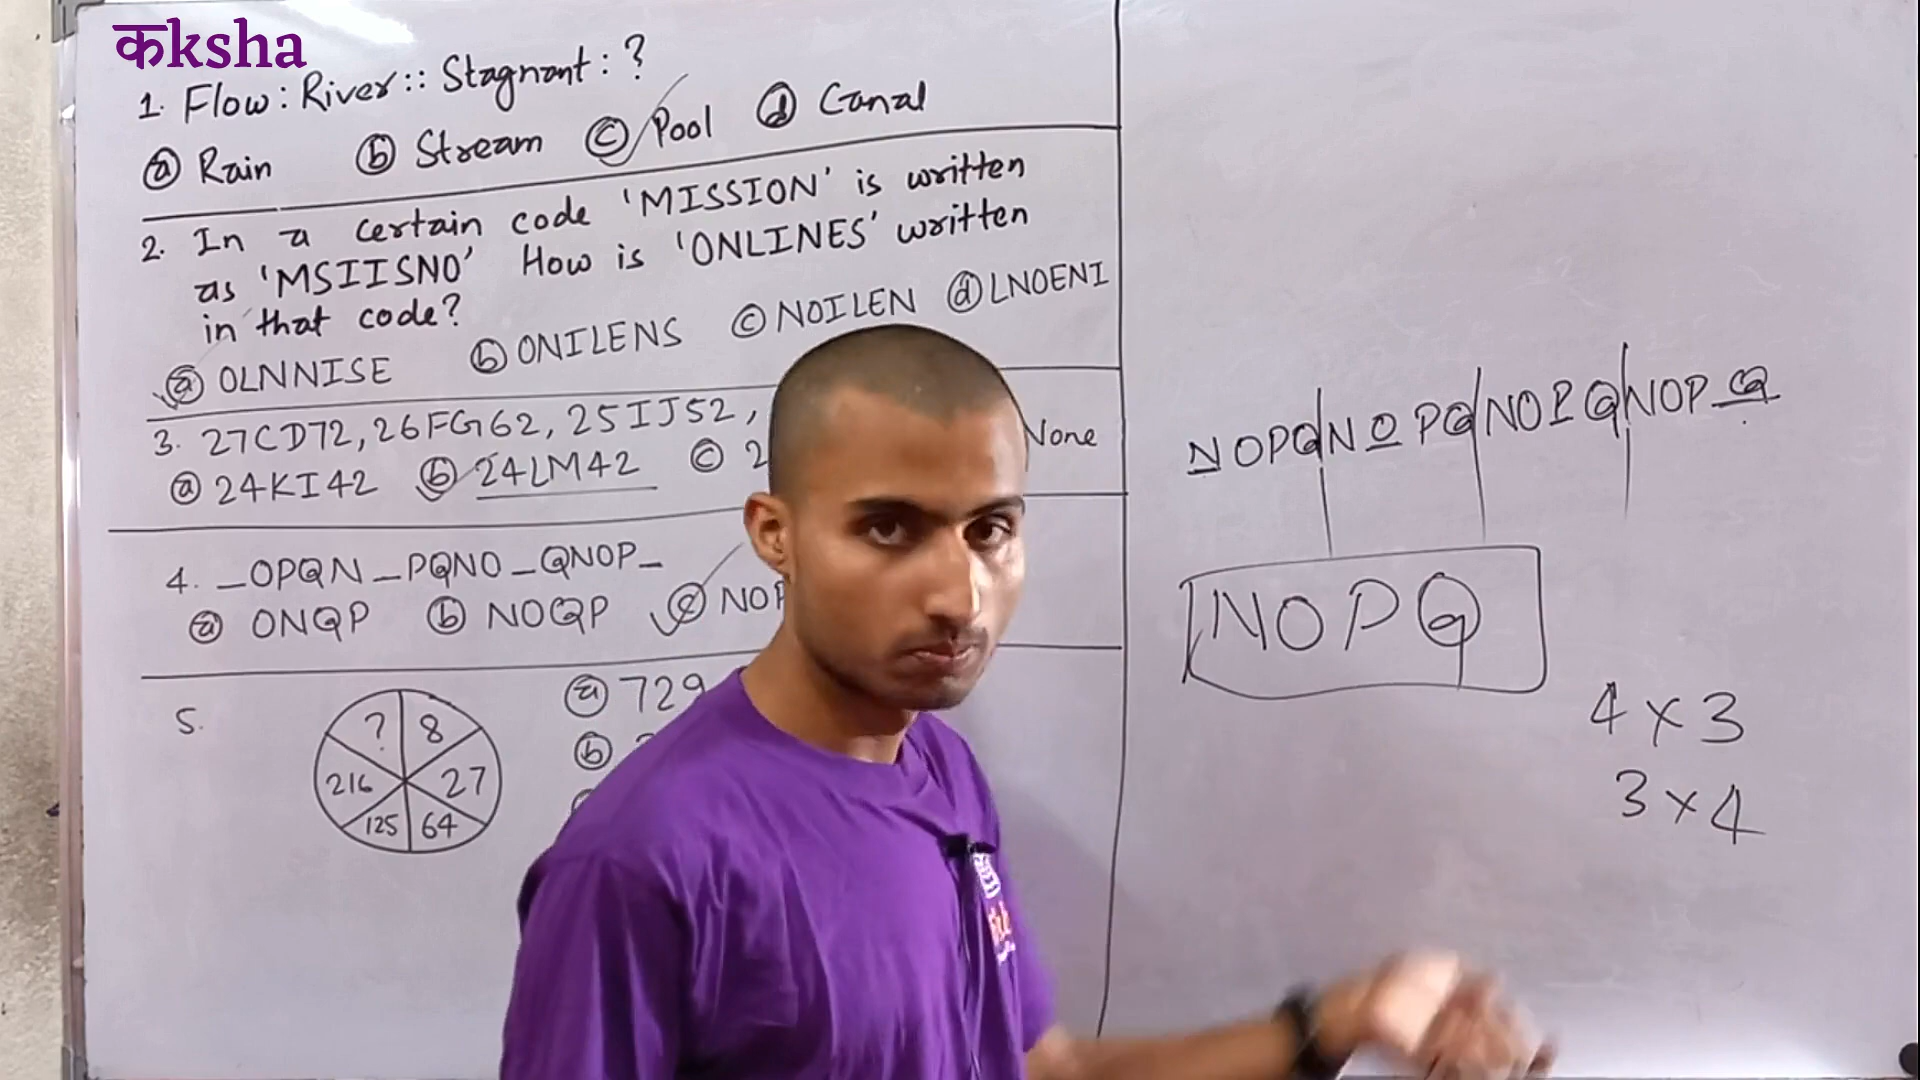 कksha
1. Flow : River :: Stagnant : ?
ⓐ Rain ⓑ Stream ⓒ Pool ⓓ Canal
2. In a certain code 'MISSION' is written
as 'MSIISNO' How is 'ONLINES' written
in that code?
ⓐ OLNNISE ⓑ ONILENS ⓒ NOILEN ⓓ LNOENI
3. 27CD72, 26FG62, 25IJ52,
ⓐ 24KI42 ⓑ 24LM42 ⓒ 2 None
4. _OPQN_PQNO_QNOP_
ⓐ ONQP ⓑ NOQP ⓒ NOP
5. ? 8 27 64 125 216
ⓐ 729
ⓑ
NOPQNOPQNOPQNOPQ
NOPQ
4 x 3
3 x 4